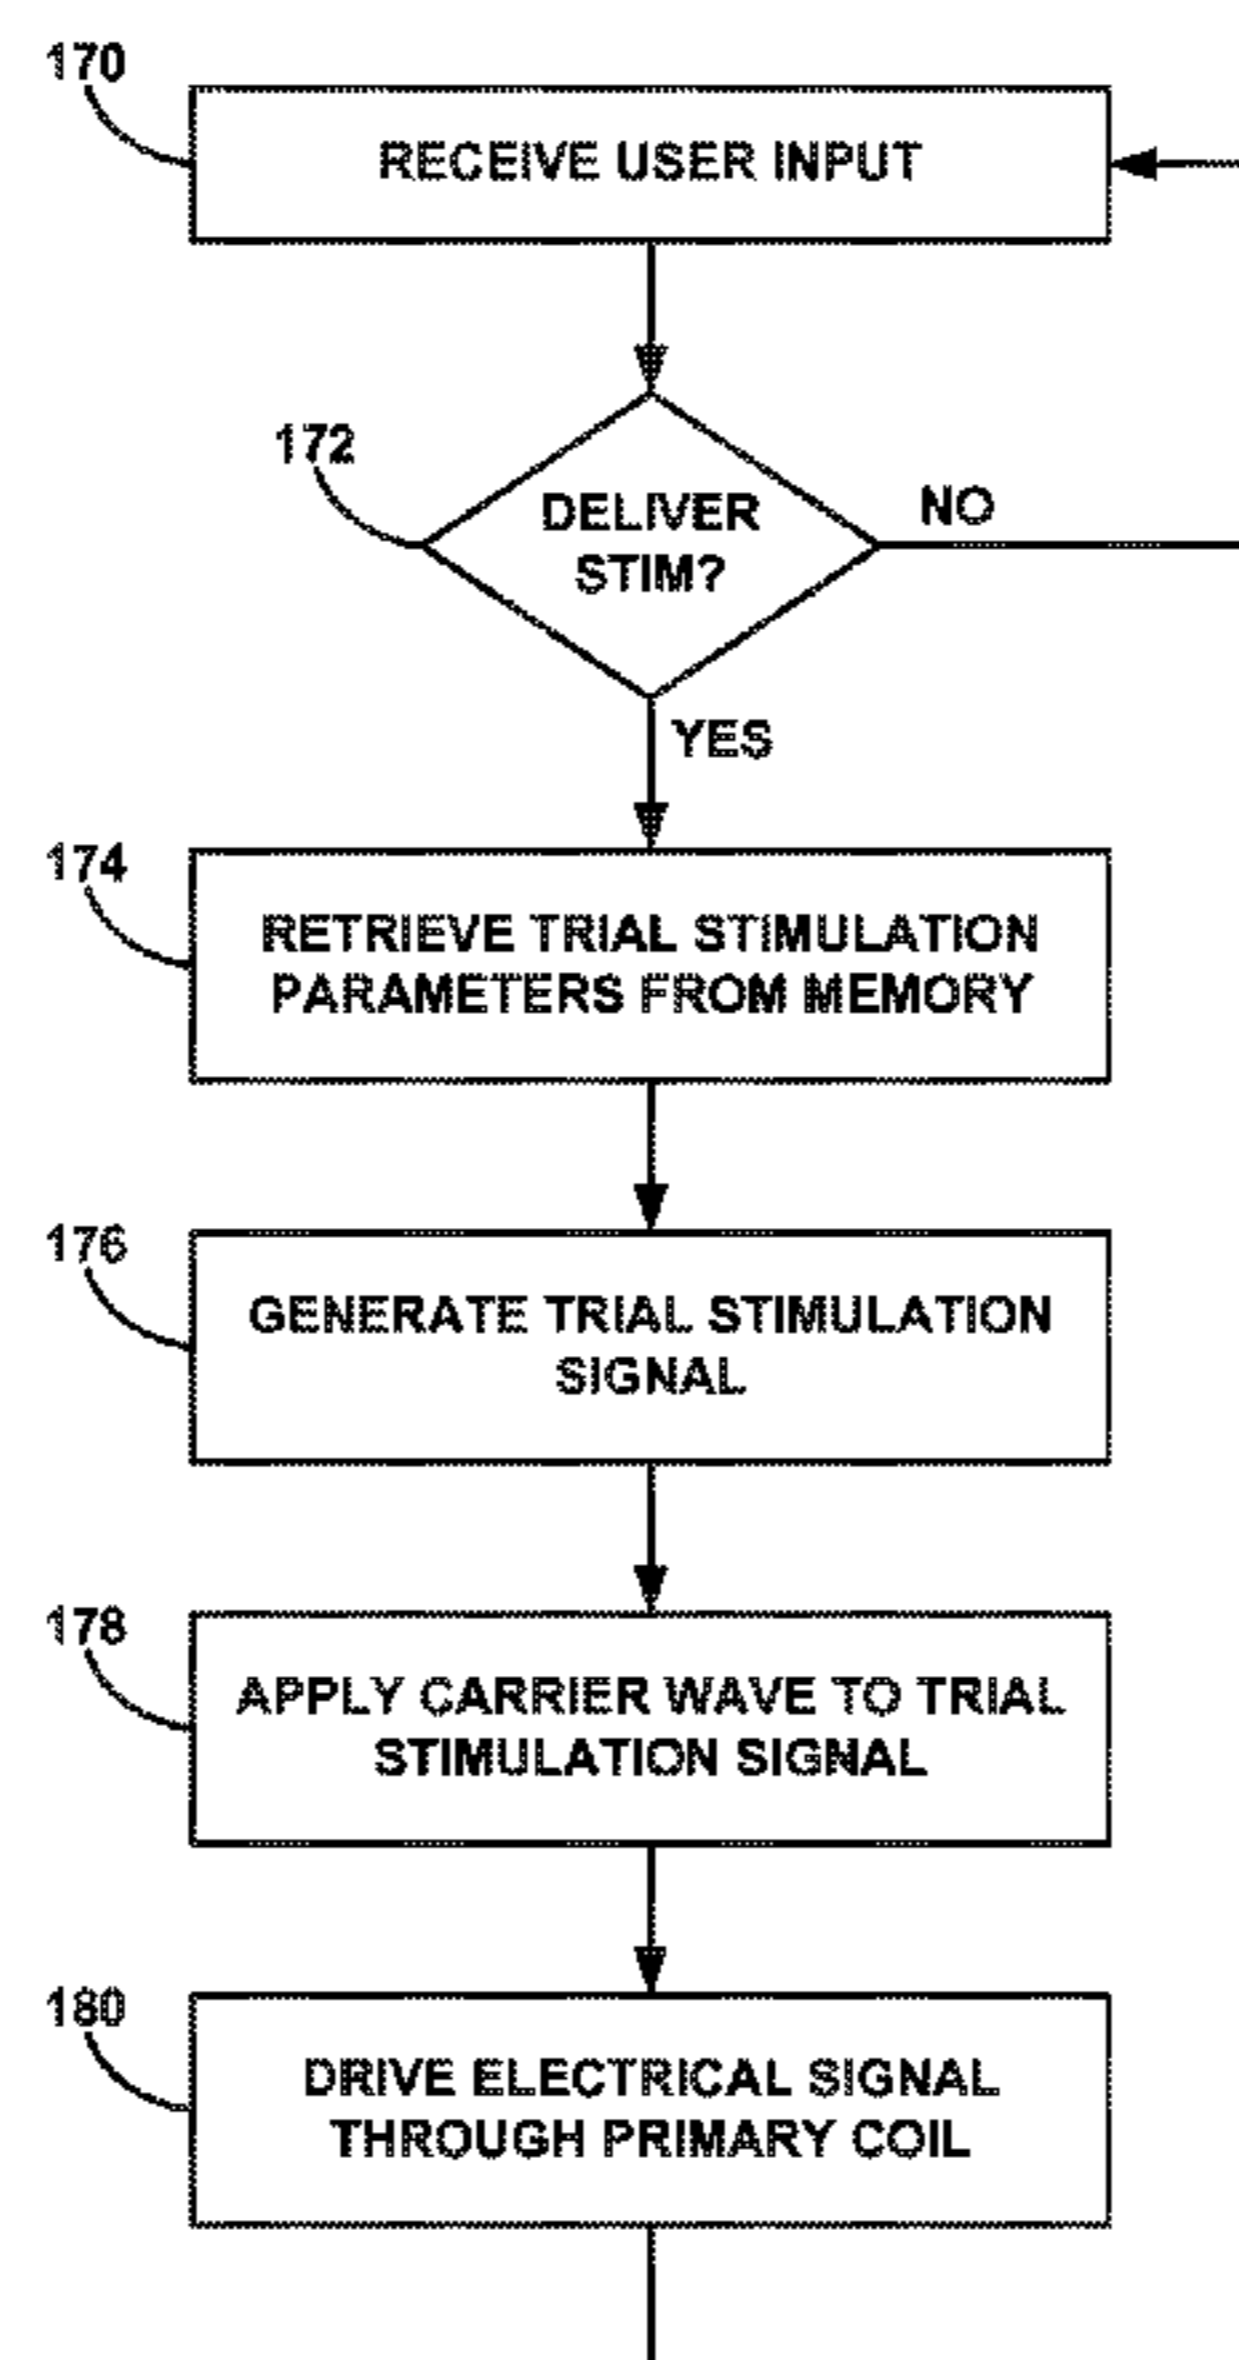 170
RECEIVE USER INPUT
172
DELIVER
STIM?
NO
YES
174
RETRIEVE TRIAL STIMULATION
PARAMETERS FROM MEMORY
176
GENERATE TRIAL STIMULATION
SIGNAL
178
APPLY CARRIER WAVE TO TRIAL
STIMULATION SIGNAL
180
DRIVE ELECTRICAL SIGNAL
THROUGH PRIMARY COIL